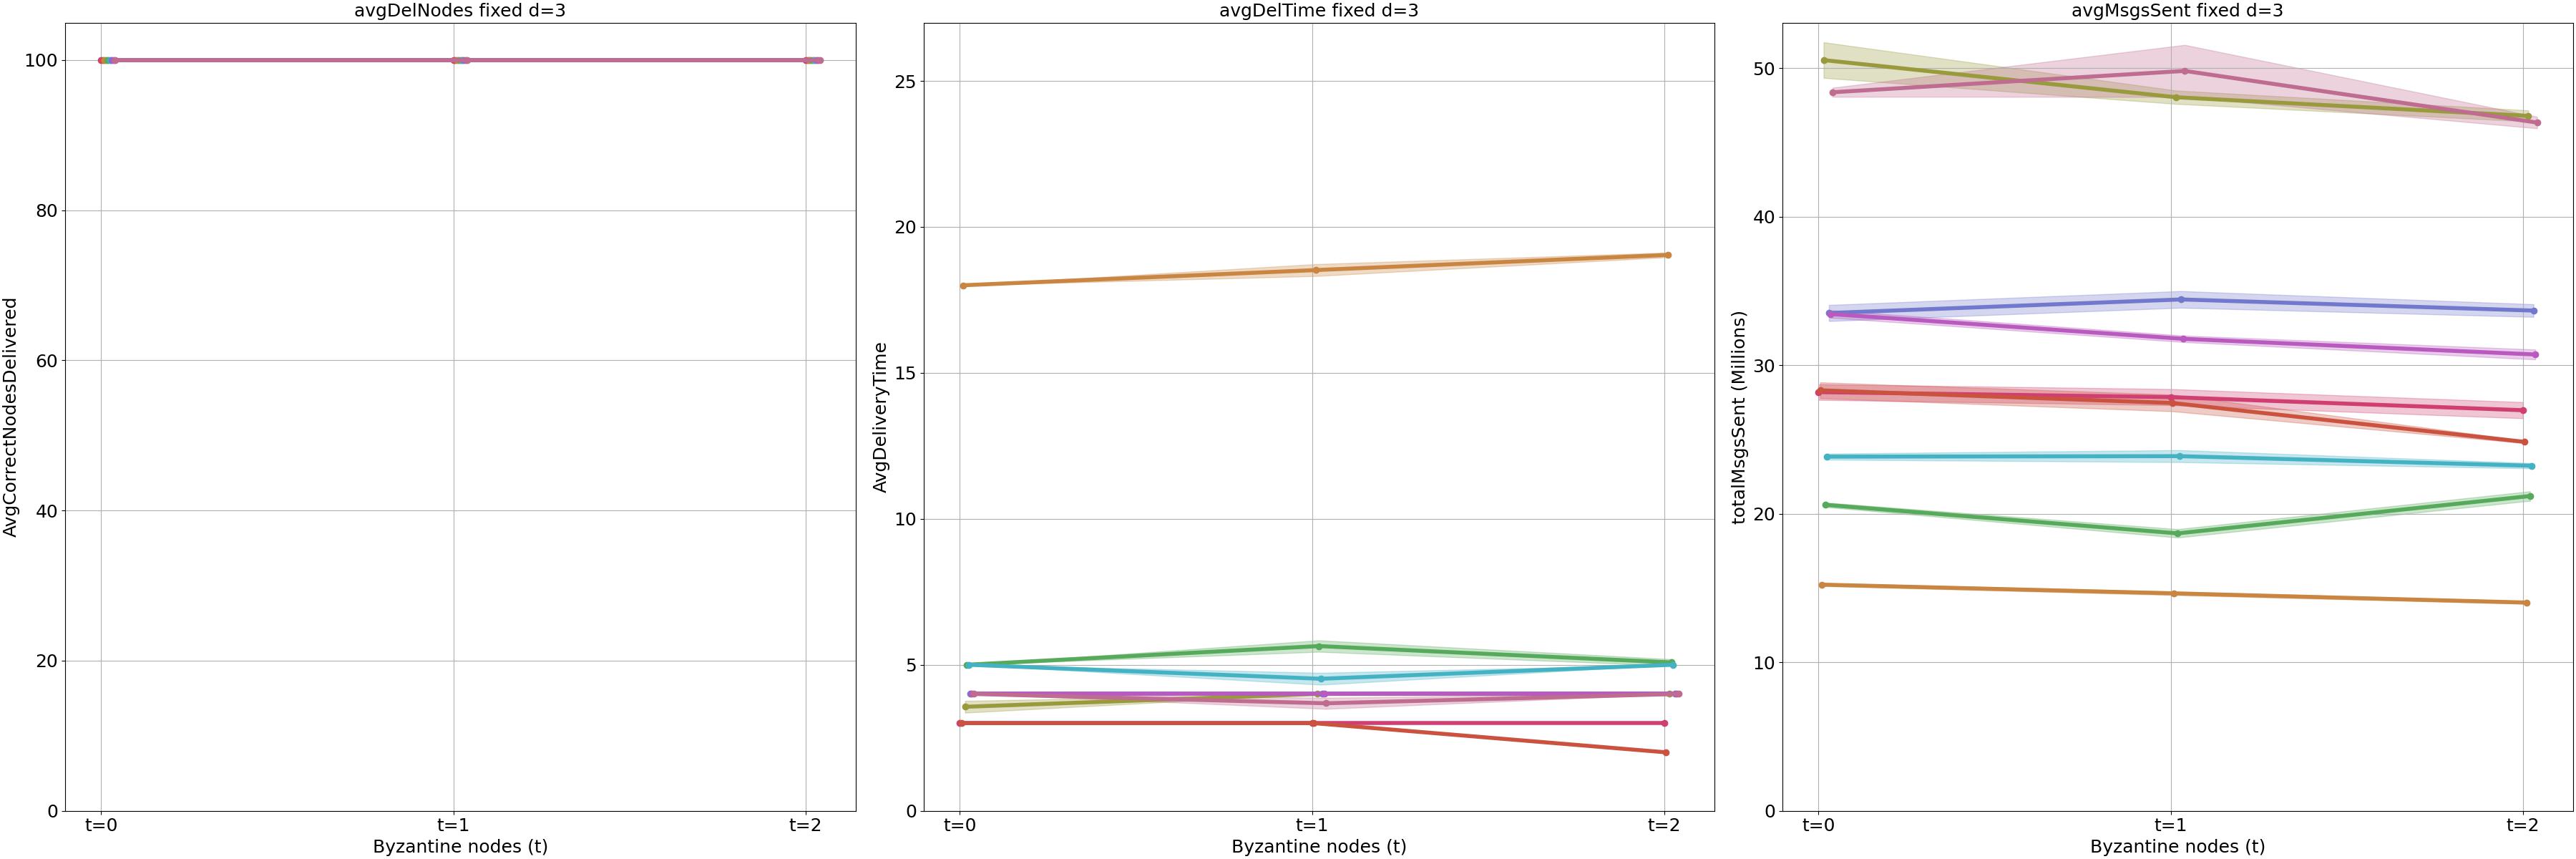 avgDelNodes fixed d=3
AvgCorrectNodesDelivered
100
80
60
40
20
0
t=0 t=1 t=2
Byzantine nodes (t)
avgDelTime fixed d=3
AvgDeliveryTime
25
20
15
10
5
0
t=0 t=1 t=2
Byzantine nodes (t)
avgMsgsSent fixed d=3
totalMsgsSent (Millions)
50
40
30
20
10
0
t=0 t=1 t=2
Byzantine nodes (t)